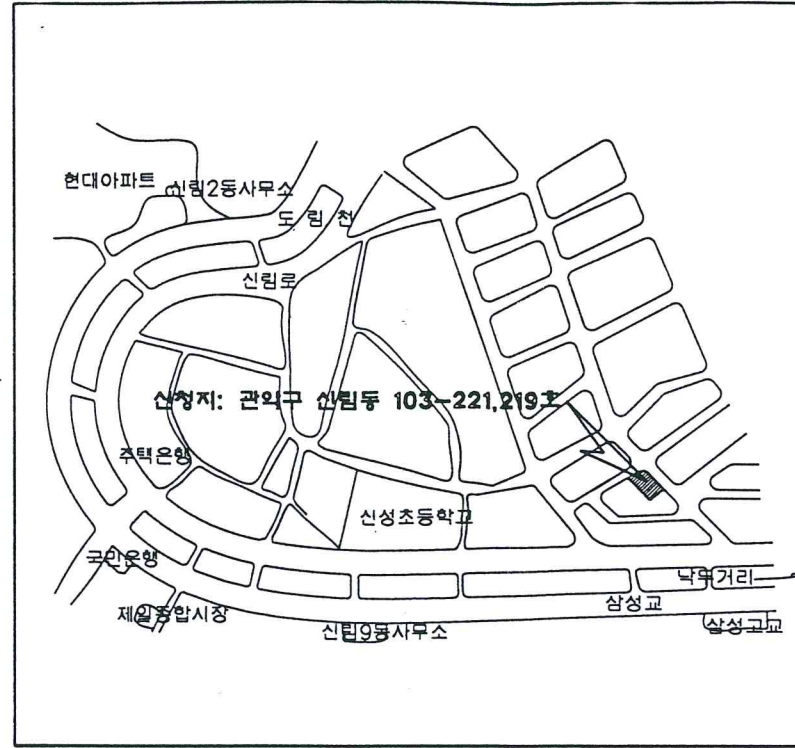 현대아파트
신림2동사무소
도림천
신림로
신청지: 관악구 신림동 103-221,219호
주택은행
신성초등학교
국민은행
낙두거리
제일종합시장
삼성교
신림9동사무소
삼성고교